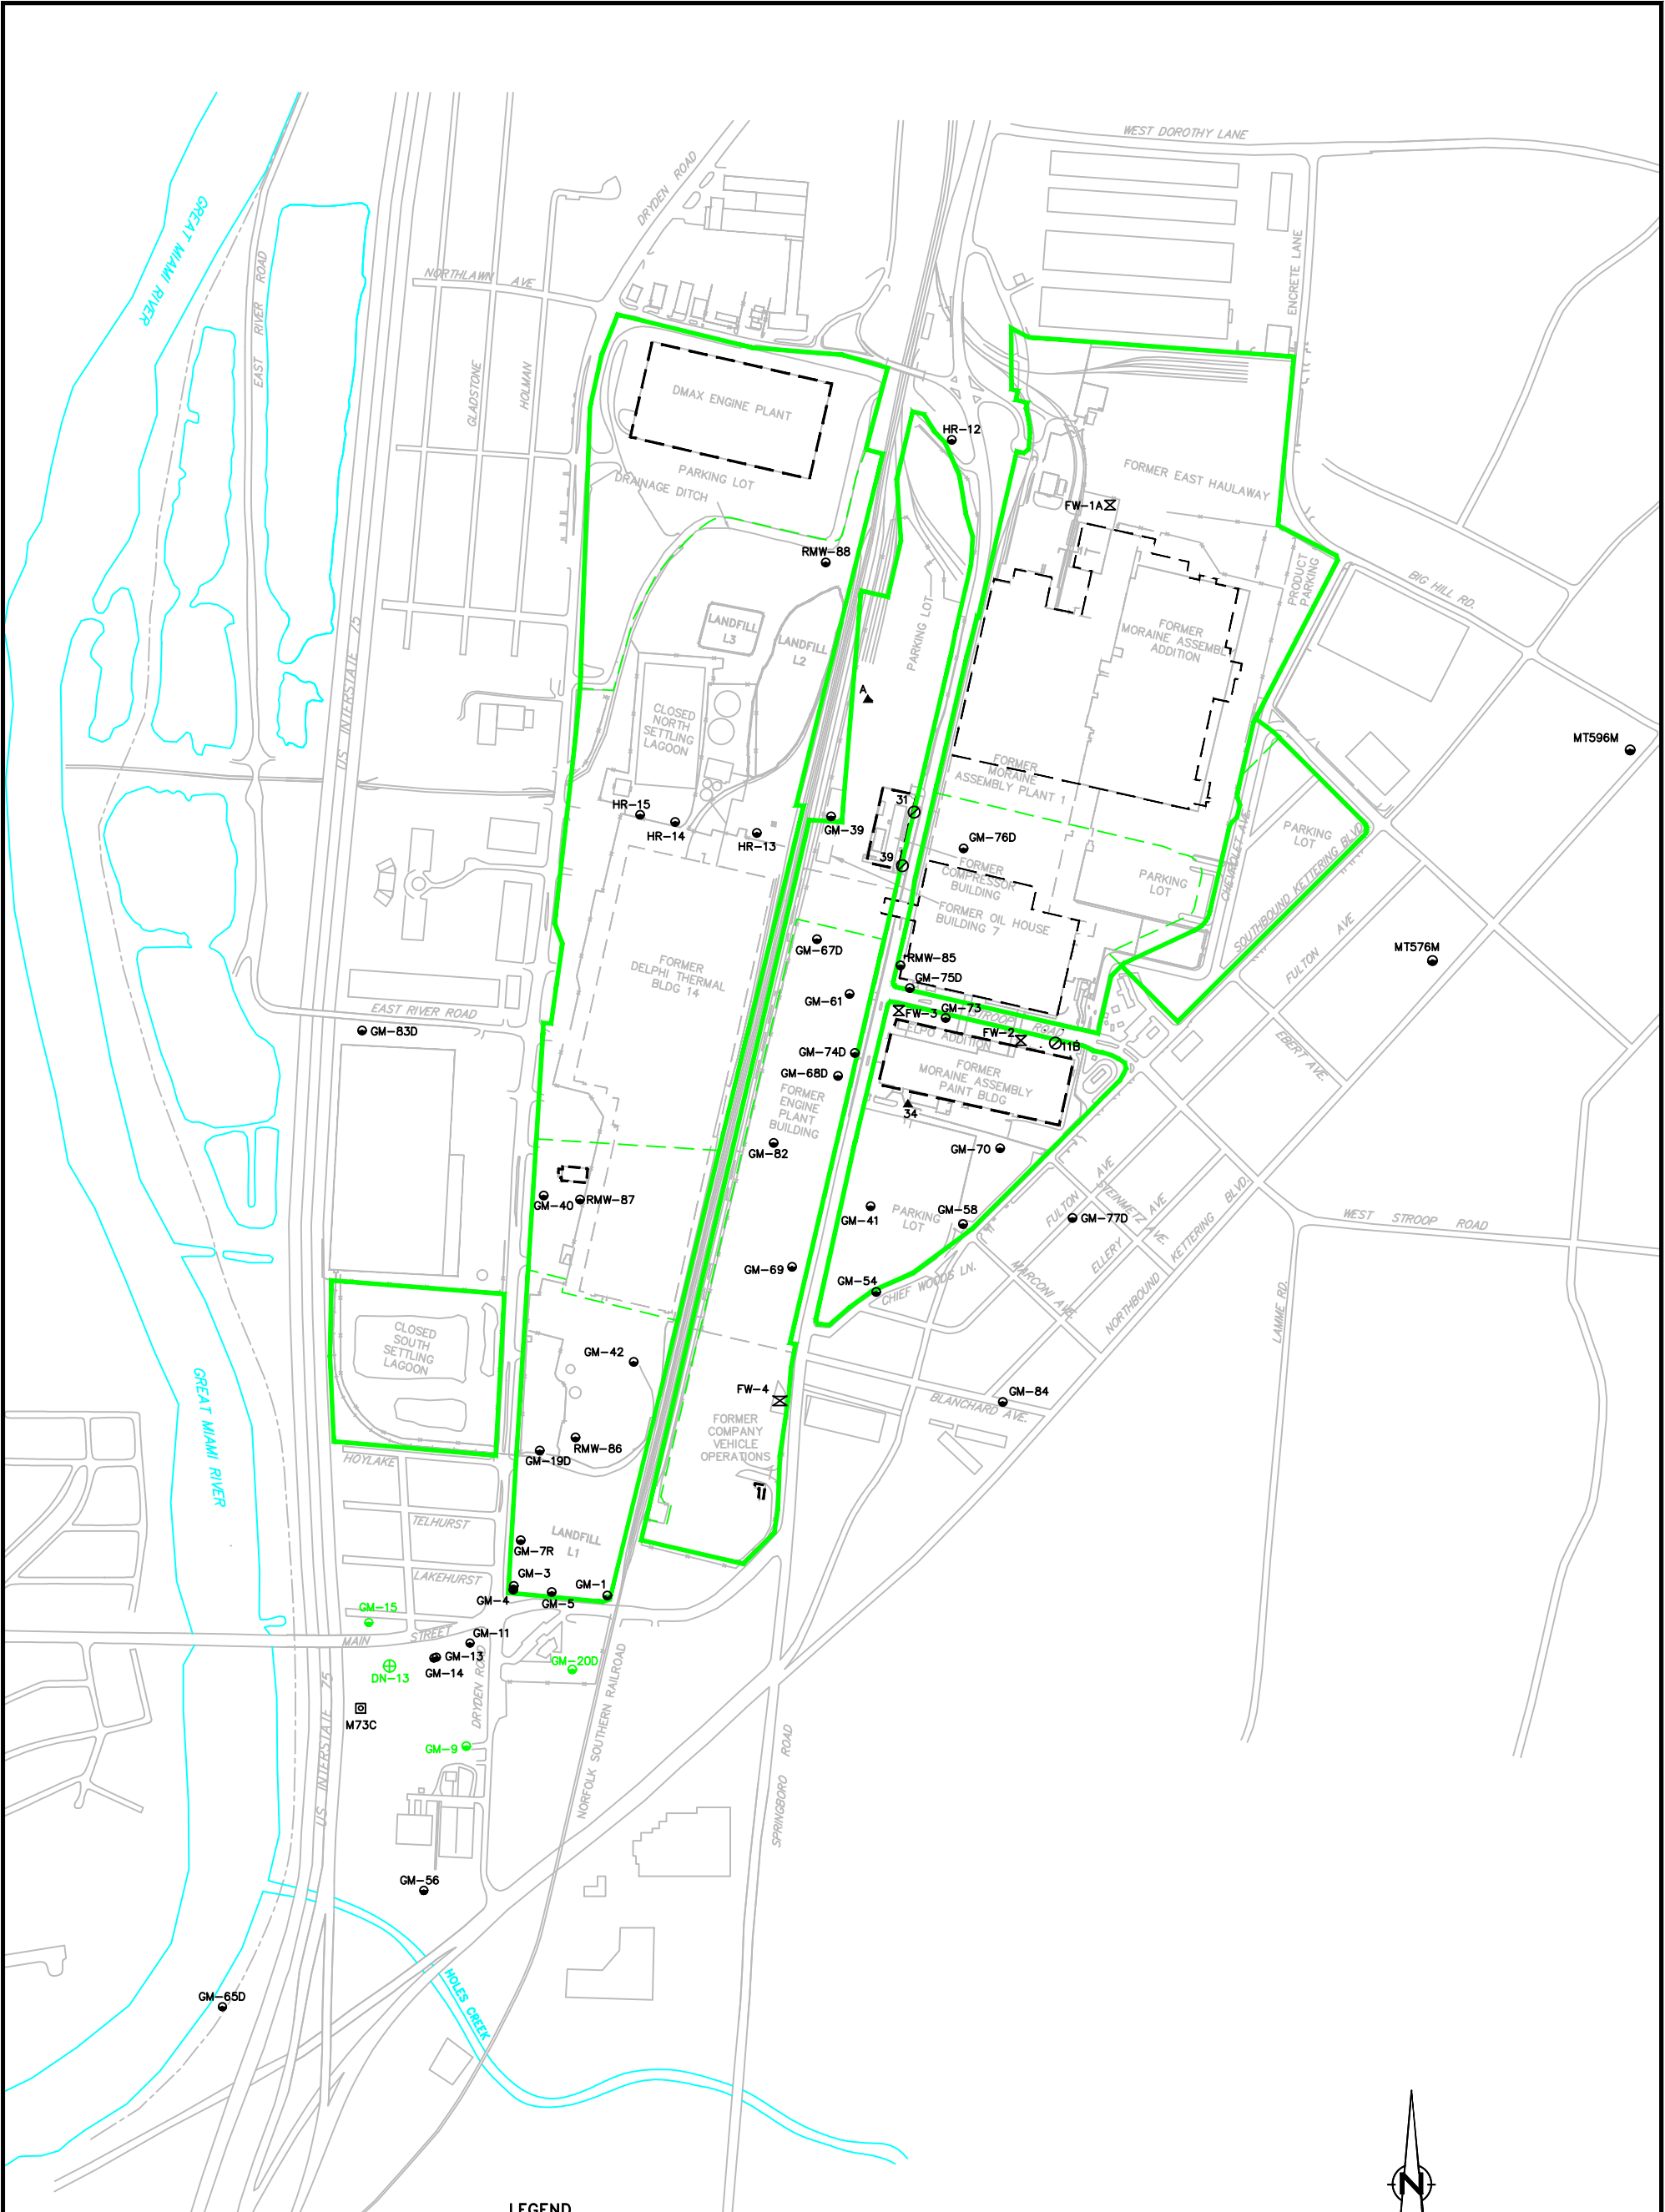 WEST DOROTHY LANE
DRYDEN ROAD
GREAT MIAMI RIVER
EAST RIVER ROAD
NORTHLAWN AVE
ENCRETE LANE
GLADSTONE
HOLMAN
DMAX ENGINE PLANT
HR-12
PARKING LOT
DRAINAGE DITCH
FORMER EAST HAULAWAY
FW-1A
RMW-88
PRODUCT
PARKING
BIG HILL RD.
LANDFILL
L3
LANDFILL
L2
PARKING LOT
FORMER
MORAINE ASSEMBLY
ADDITION
US INTERSTATE 75
A
CLOSED
NORTH
SETTLING
LAGOON
MT596M
FORMER
MORAINE
ASSEMBLY PLANT 1
HR-15
HR-14
HR-13
GM-39
31
39
GM-76D
CHEVROLET AVE.
PARKING
LOT
FORMER
COMPRESSOR
BUILDING
PARKING
LOT
SOUTHBOUND KETTERING BLVD.
FORMER OIL HOUSE
BUILDING 7
FULTON AVE
MT576M
GM-67D
RMW-85
GM-75D
FORMER
DELPHI THERMAL
BLDG 14
GM-61
EAST RIVER ROAD
GM-83D
FW-3
GM-73
STROOP ROAD
FW-2
11B
ELPO ADDITION
EBERT AVE.
GM-74D
GM-68D
FORMER
MORAINE ASSEMBLY
PAINT BLDG
FORMER
ENGINE
PLANT
BUILDING
34
GM-82
GM-70
GM-40
RMW-87
GM-41
PARKING
LOT
GM-58
FULTON AVE
STEINMETZ AVE.
ELLERY AVE
GM-77D
KETTERING BLVD.
NORTHBOUND
WEST STROOP ROAD
GM-69
GM-54
CHIEF WOODS LN.
MARCONI AVE.
LAMME RD.
CLOSED
SOUTH
SETTLING
LAGOON
GM-42
FW-4
GM-84
BLANCHARD AVE.
GREAT MIAMI RIVER
FORMER
COMPANY
VEHICLE
OPERATIONS
RMW-86
GM-19D
HOYLAKE
TELHURST
LANDFILL
L1
GM-7R
LAKEHURST
GM-3
GM-4
GM-5
GM-1
GM-15
MAIN STREET
GM-11
GM-13
GM-14
DN-13
GM-20D
M73C
DRYDEN ROAD
US INTERSTATE 75
GM-9
NORFOLK SOUTHERN RAILROAD
SPRINGBORO ROAD
GM-56
HOLES CREEK
GM-65D
N
LEGEND